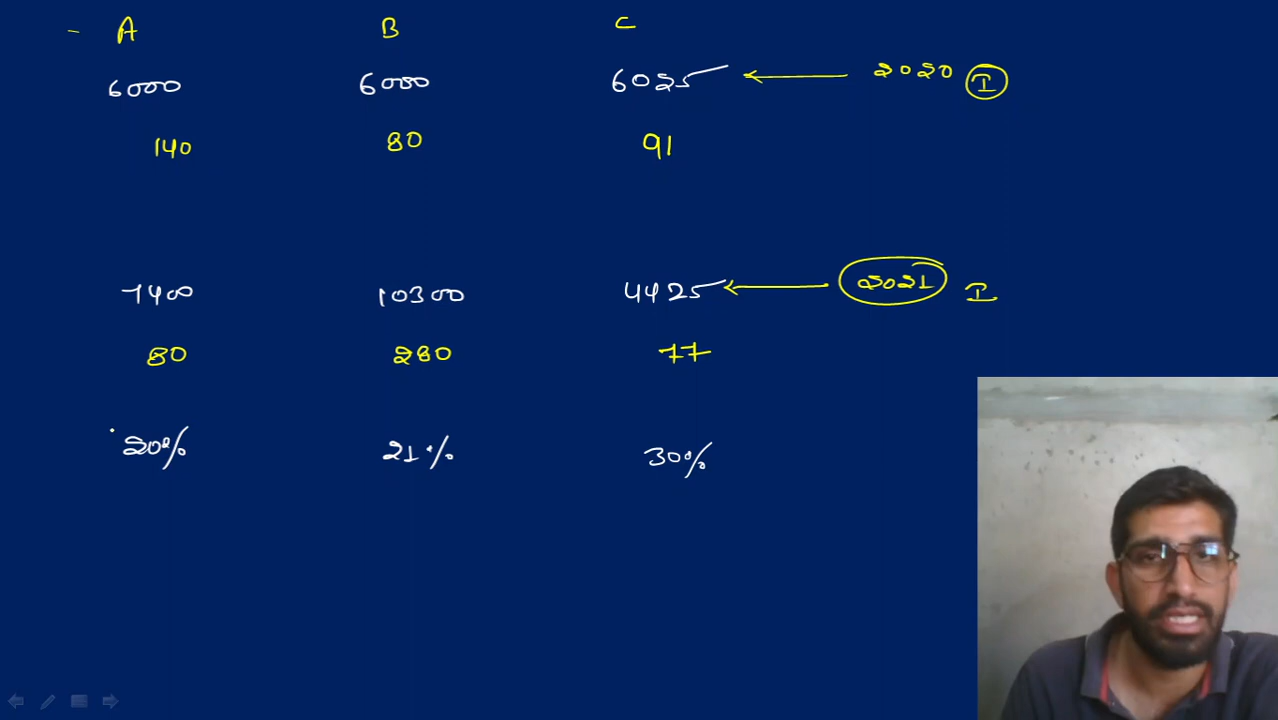 - A B C
6000 6000 6025 ← 2020 I
140 80 91
7400 10300 4425 ← 2021 I
80 280 77
20% 21% 30%